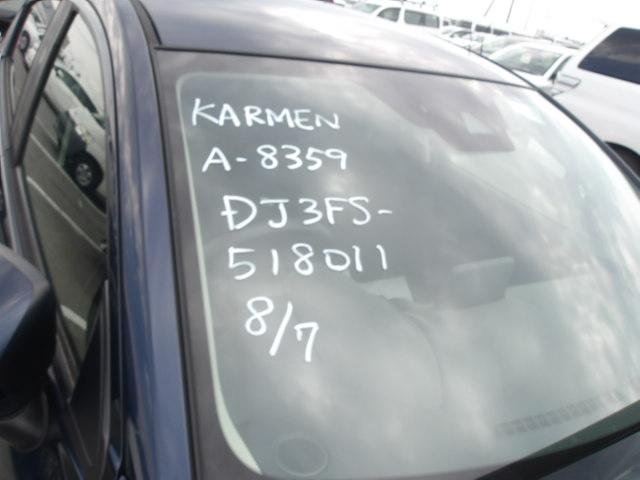 KARMEN
A-8359
DJ3FS-
518011
8/7